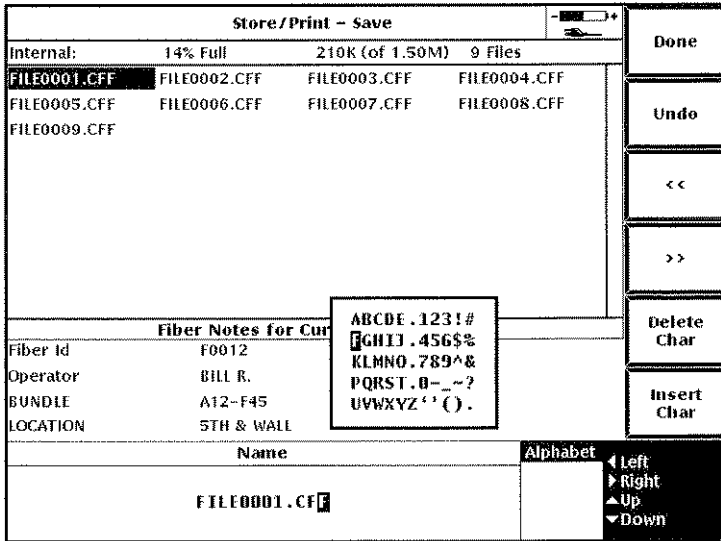 Store/Print – Save
Internal: 14% Full 210K (of 1.50M) 9 Files
FILE0001.CFF FILE0002.CFF FILE0003.CFF FILE0004.CFF
FILE0005.CFF FILE0006.CFF FILE0007.CFF FILE0008.CFF
FILE0009.CFF
Fiber Notes for Cur
Fiber Id F0012
Operator BILL R.
BUNDLE A12-F45
LOCATION 5TH & WALL
ABCDE.123!#
FGHIJ.456$%
KLMNO.789^&
PQRST.0-_~?
UVWXYZ‘’().
Name
FILE0001.CFF
Alphabet
Left
Right
Up
Down
Done
Undo
<<
>>
Delete
Char
Insert
Char